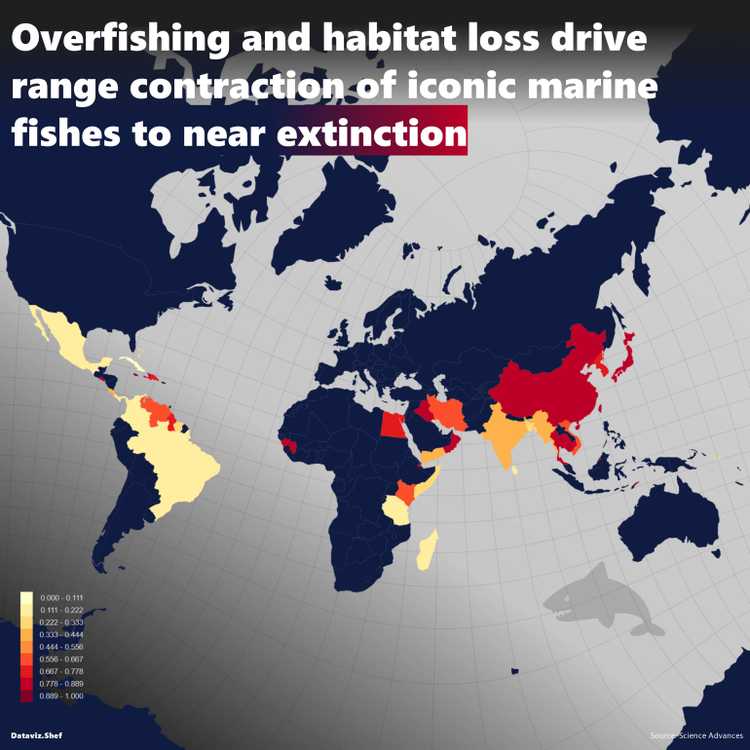 Overfishing and habitat loss drive
range contraction of iconic marine
fishes to near extinction
0.000 - 0.111
0.111 - 0.222
0.222 - 0.333
0.333 - 0.444
0.444 - 0.556
0.556 - 0.667
0.667 - 0.778
0.778 - 0.889
0.889 - 1.000
Dataviz.Shef
Source: Science Advances